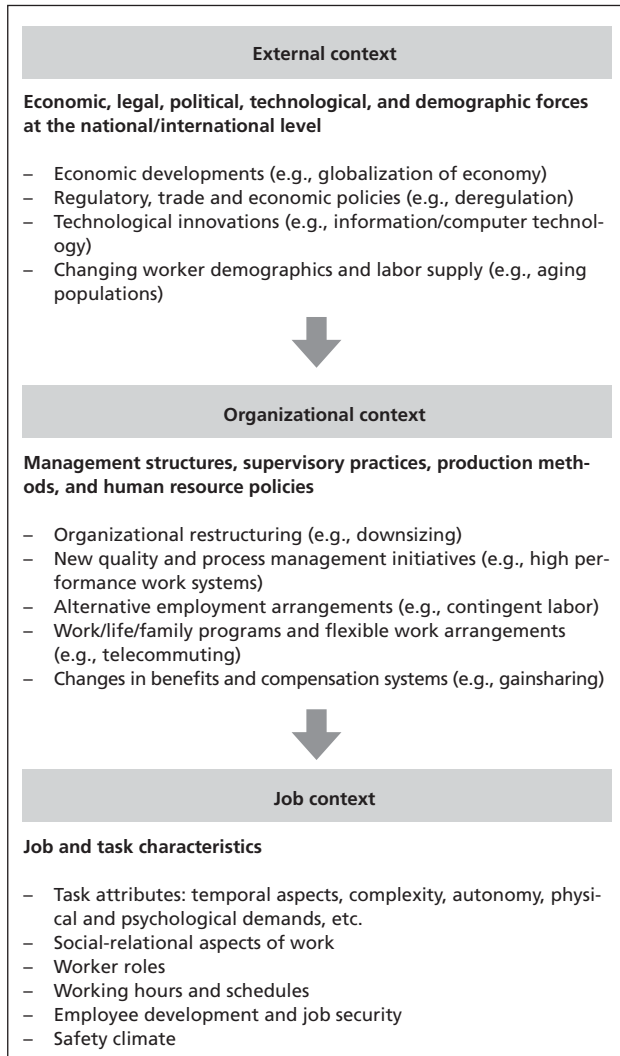 External context
Economic, legal, political, technological, and demographic forces
at the national/international level
– Economic developments (e.g., globalization of economy)
– Regulatory, trade and economic policies (e.g., deregulation)
– Technological innovations (e.g., information/computer technol-
ogy)
– Changing worker demographics and labor supply (e.g., aging
populations)
Organizational context
Management structures, supervisory practices, production meth-
ods, and human resource policies
– Organizational restructuring (e.g., downsizing)
– New quality and process management initiatives (e.g., high per-
formance work systems)
– Alternative employment arrangements (e.g., contingent labor)
– Work/life/family programs and flexible work arrangements
(e.g., telecommuting)
– Changes in benefits and compensation systems (e.g., gainsharing)
Job context
Job and task characteristics
– Task attributes: temporal aspects, complexity, autonomy, physi-
cal and psychological demands, etc.
– Social-relational aspects of work
– Worker roles
– Working hours and schedules
– Employee development and job security
– Safety climate